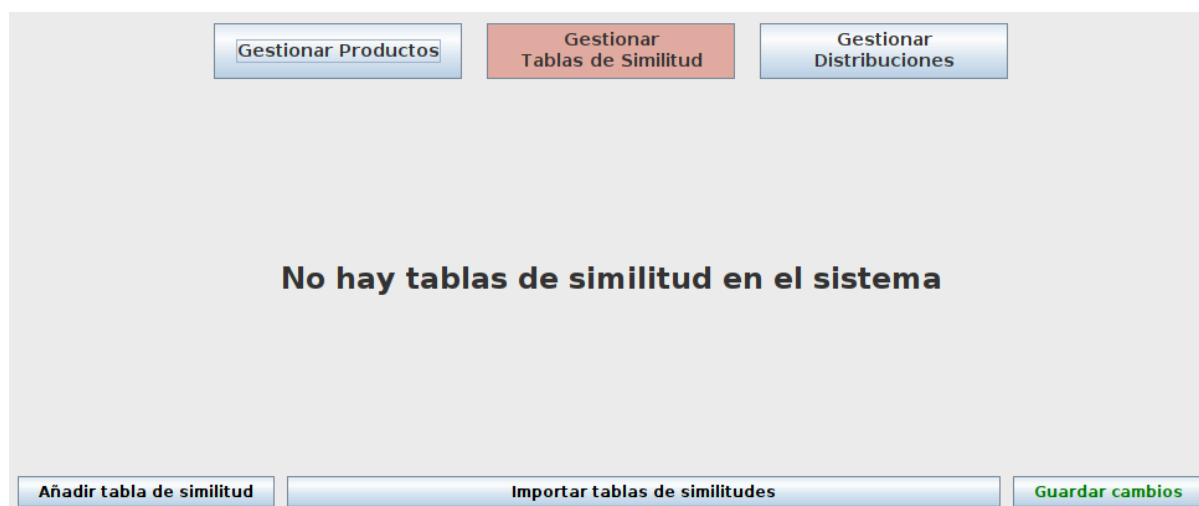 Gestionar Productos
Gestionar
Tablas de Similitud
Gestionar
Distribuciones
No hay tablas de similitud en el sistema
Añadir tabla de similitud
Importar tablas de similitudes
Guardar cambios